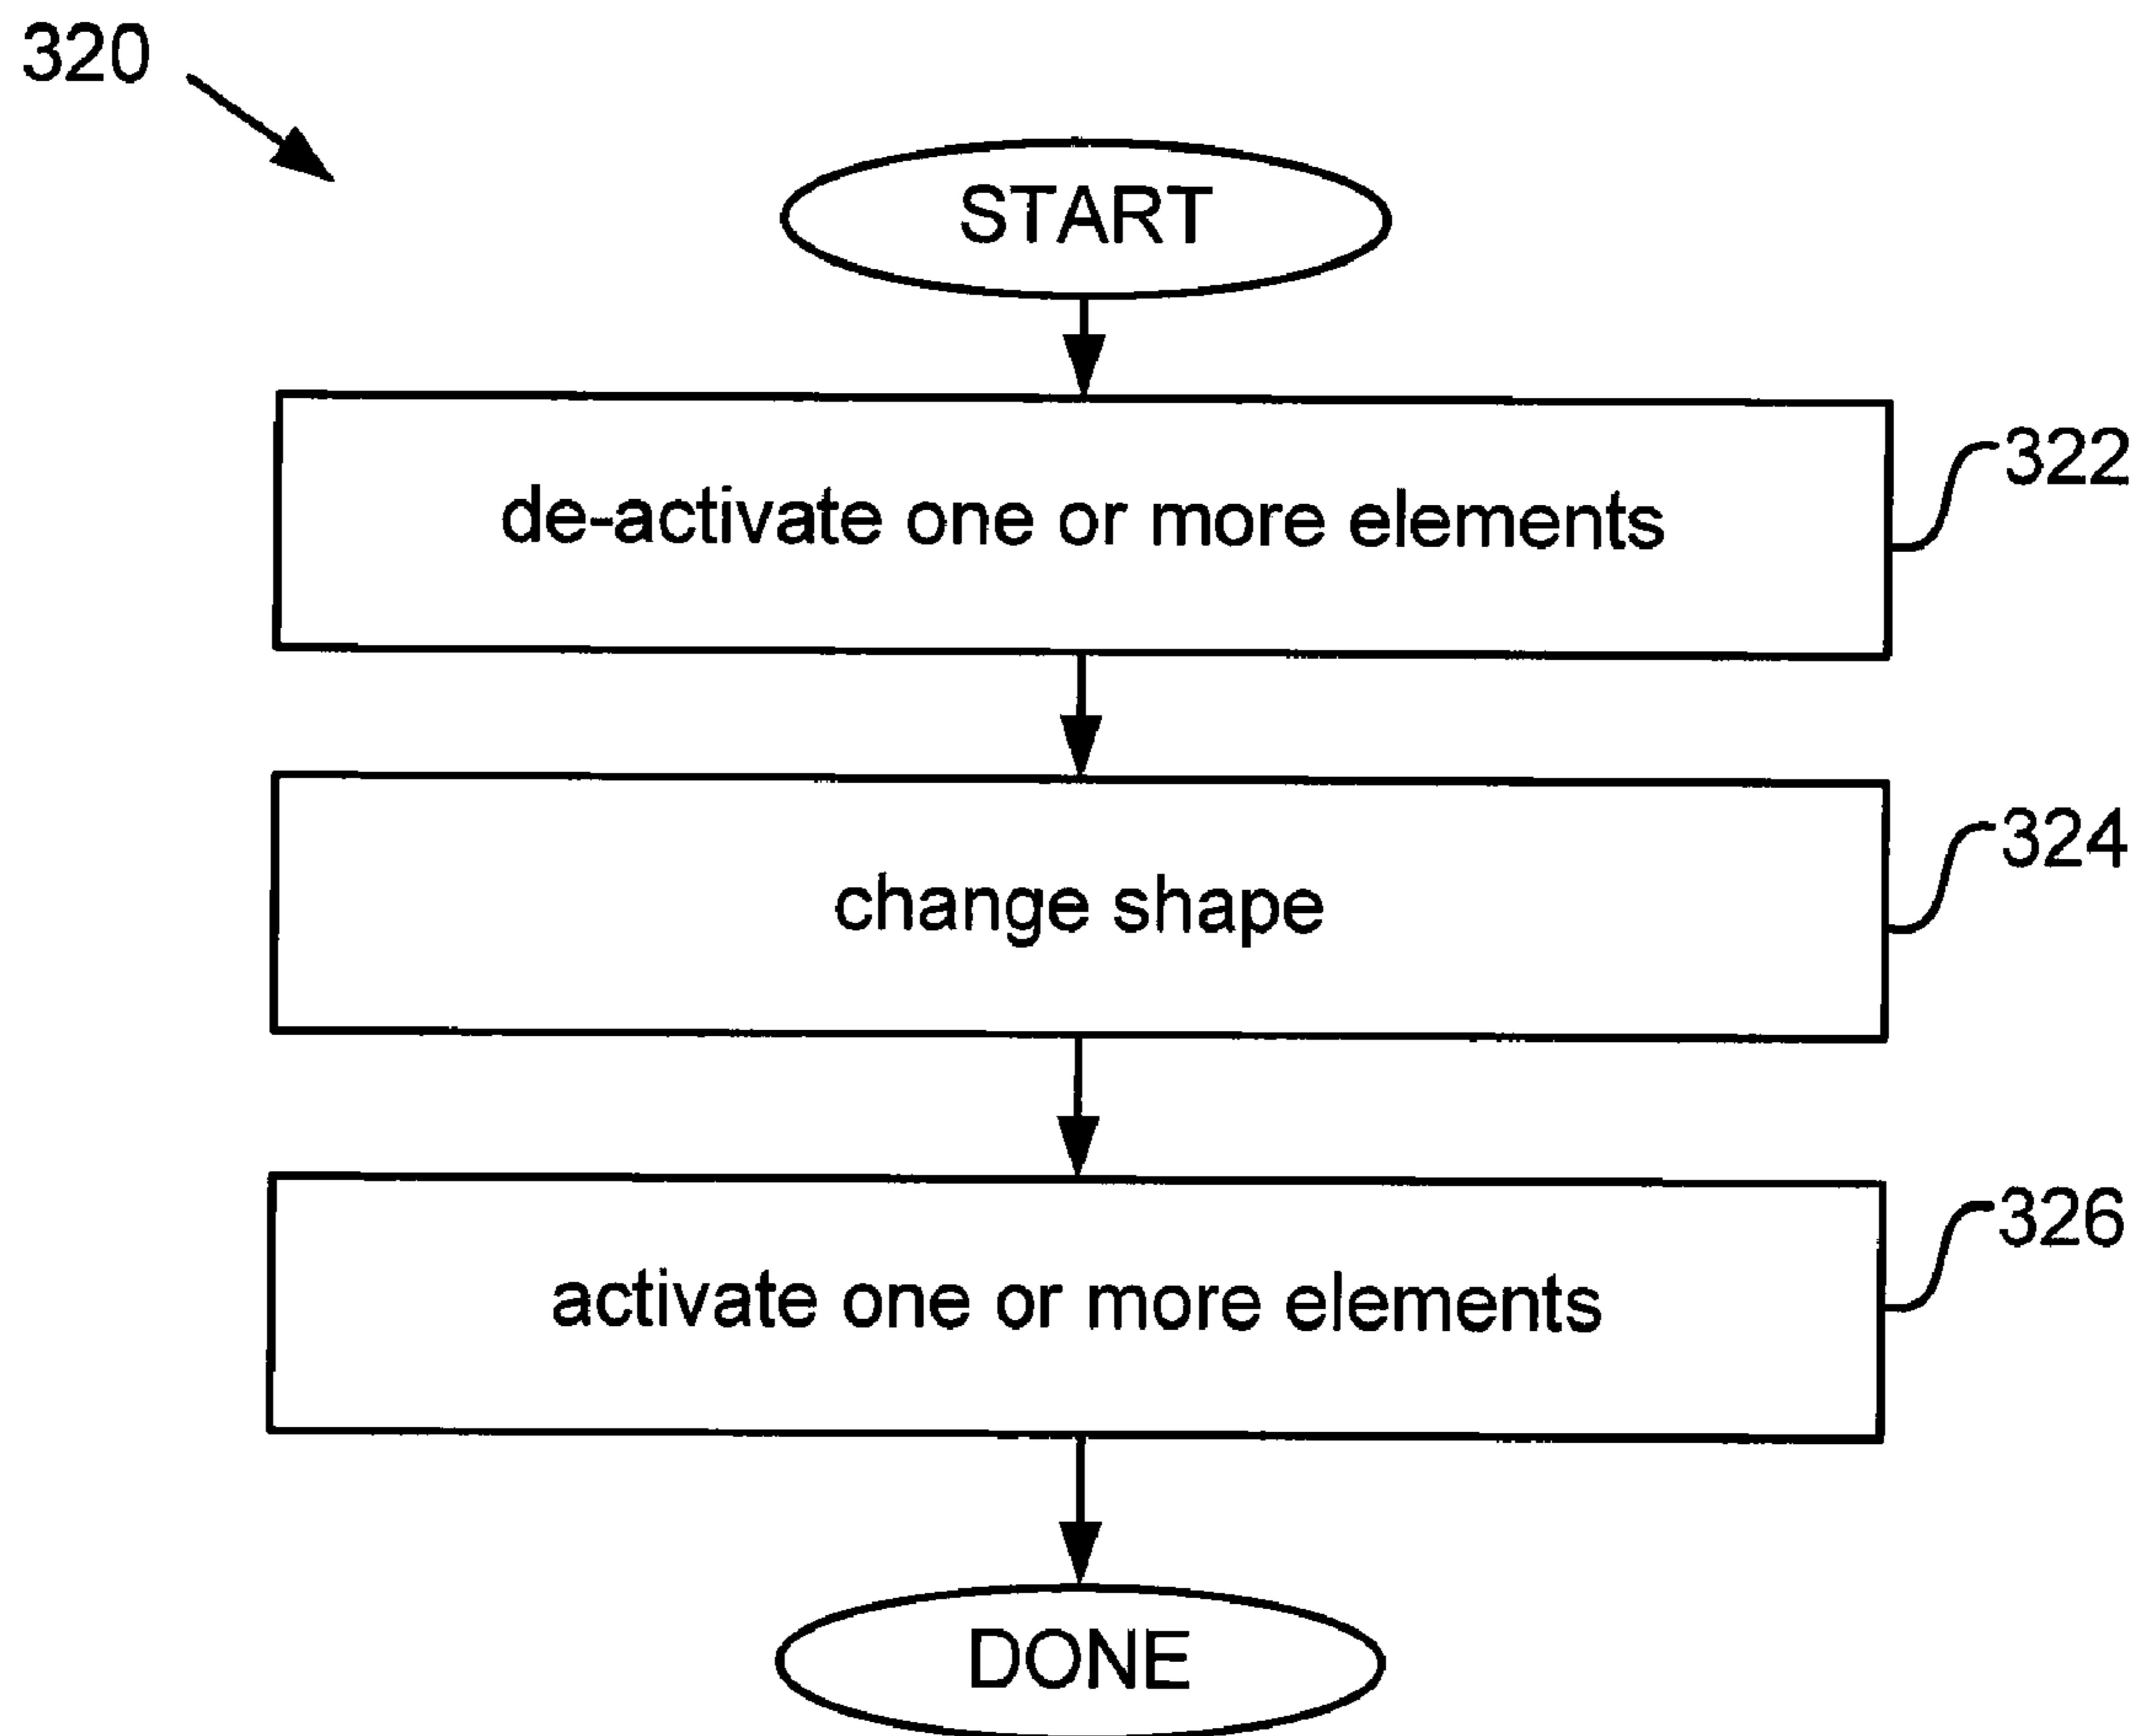 320
START
de-activate one or more elements
322
change shape
324
activate one or more elements
326
DONE